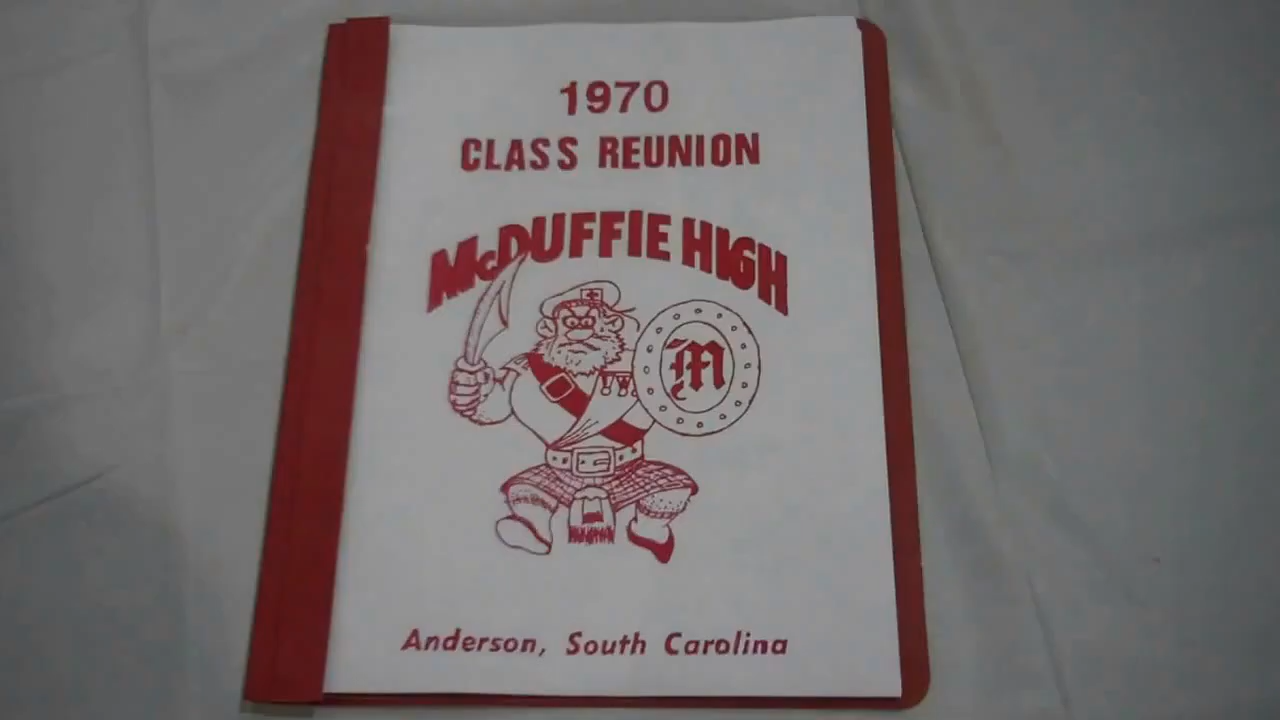 1970
CLASS REUNION
McDUFFIE HIGH
M
Anderson, South Carolina